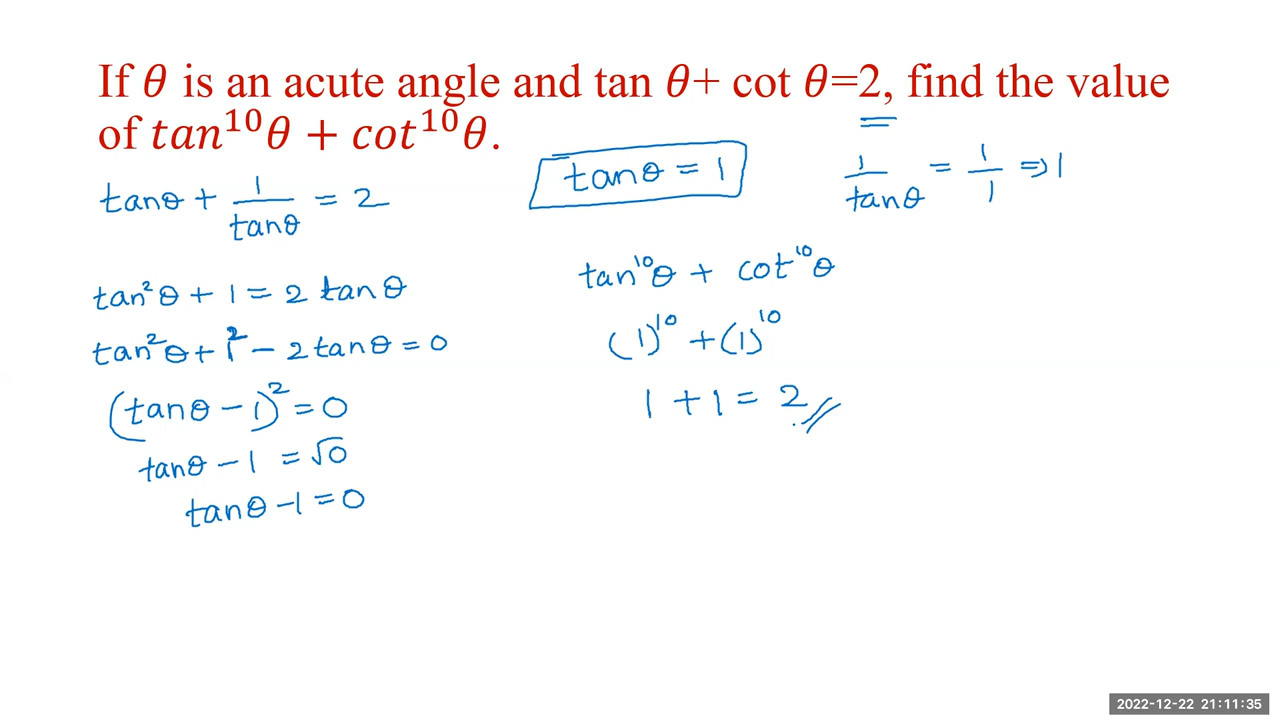 If θ is an acute angle and tan θ+ cot θ=2, find the value
of tan¹⁰θ + cot¹⁰θ.
tanθ + 1/tanθ = 2
tan²θ + 1 = 2 tanθ
tan²θ + 1² − 2 tanθ = 0
(tanθ − 1)² = 0
tanθ − 1 = √0
tanθ − 1 = 0
tanθ = 1
1/tanθ = 1/1 ⇒ 1
tan¹⁰θ + cot¹⁰θ
(1)¹⁰ + (1)¹⁰
1 + 1 = 2
2022-12-22 21:11:35